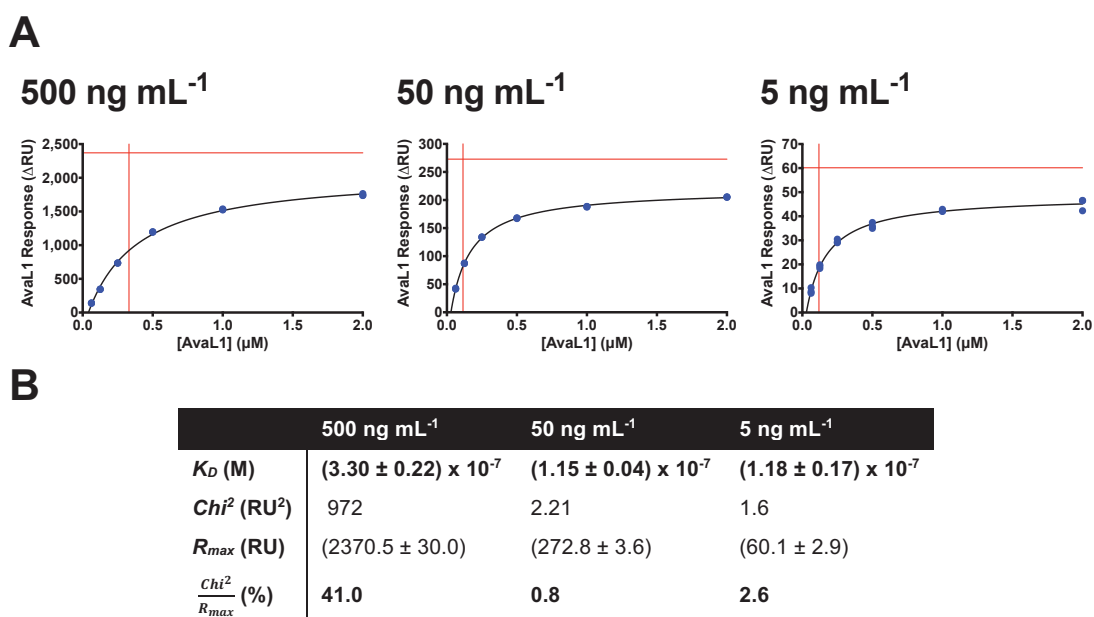 A
500 ng mL⁻¹ 50 ng mL⁻¹ 5 ng mL⁻¹
AvaL1 Response (ΔRU)
2,500
2,000
1,500
1,000
500
0
0.0 0.5 1.0 1.5 2.0
[AvaL1] (µM)
AvaL1 Response (ΔRU)
300
250
200
150
100
50
0
0.0 0.5 1.0 1.5 2.0
[AvaL1] (µM)
AvaL1 Response (ΔRU)
70
60
50
40
30
20
10
0
0.0 0.5 1.0 1.5 2.0
[AvaL1] (µM)
B
500 ng mL⁻¹ 50 ng mL⁻¹ 5 ng mL⁻¹
K_D (M) (3.30 ± 0.22) x 10⁻⁷ (1.15 ± 0.04) x 10⁻⁷ (1.18 ± 0.17) x 10⁻⁷
Chi² (RU²) 972 2.21 1.6
R_max (RU) (2370.5 ± 30.0) (272.8 ± 3.6) (60.1 ± 2.9)
Chi²/R_max (%) 41.0 0.8 2.6